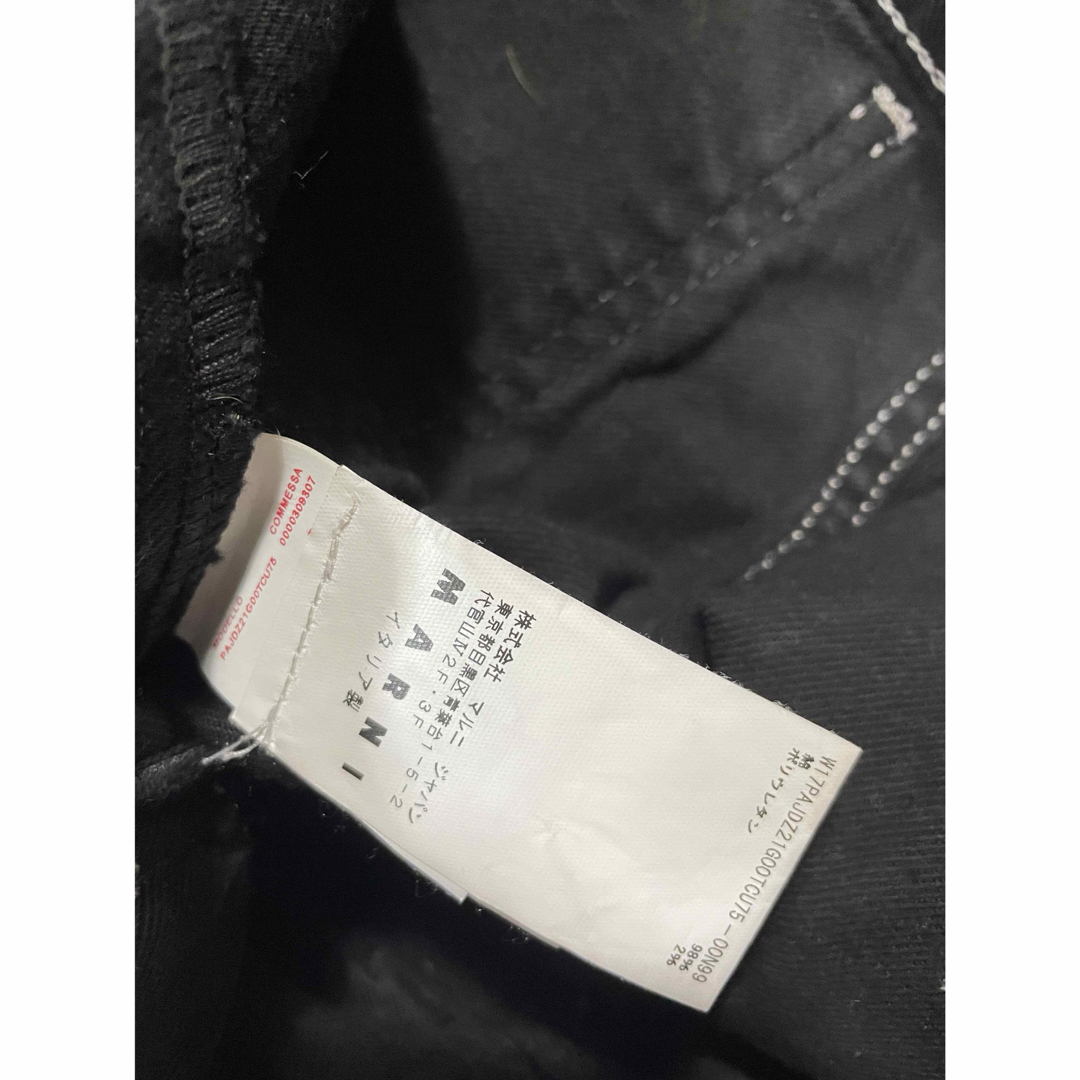 COMMESSA
0000309307
MODELLO
PAJDZ21G00TCU75
MARNI
イタリア製
株式会社 マルニ ジャパン
東京都目黒区青葉台1-5-2
代官山Ⅳ 2F・3F
W17PAJDZ21G00TCU75-00N99
綿 98%
ポリウレタン 2%